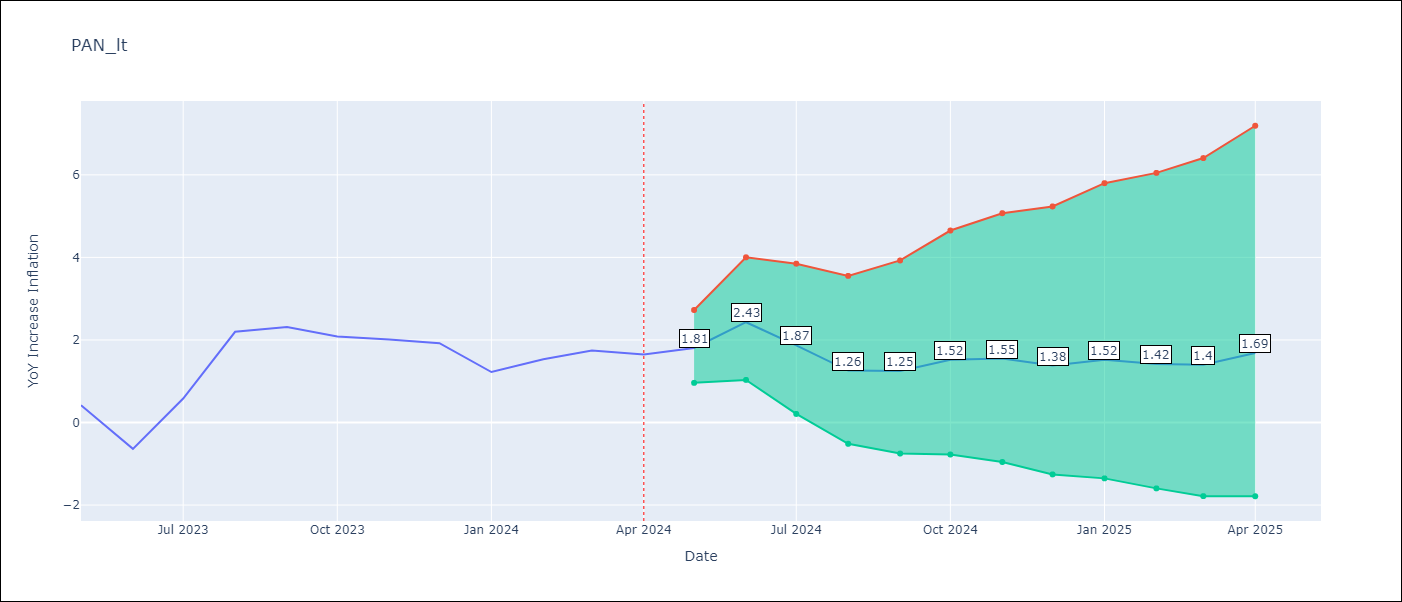 PAN_lt
YoY Increase Inflation
6
4
2
0
−2
1.81
2.43
1.87
1.26
1.25
1.52
1.55
1.38
1.52
1.42
1.4
1.69
Jul 2023
Oct 2023
Jan 2024
Apr 2024
Jul 2024
Oct 2024
Jan 2025
Apr 2025
Date